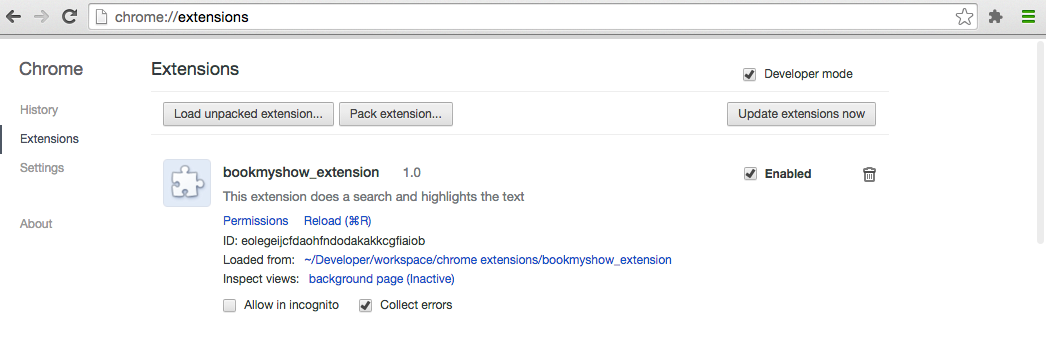 chrome://extensions
Chrome
Extensions
Developer mode
History
Load unpacked extension...
Pack extension...
Update extensions now
Extensions
Settings
bookmyshow_extension 1.0
Enabled
This extension does a search and highlights the text
Permissions Reload (⌘R)
About
ID: eolegeijcfdaohfndodakakkcgfiaiob
Loaded from: ~/Developer/workspace/chrome extensions/bookmyshow_extension
Inspect views: background page (Inactive)
Allow in incognito
Collect errors